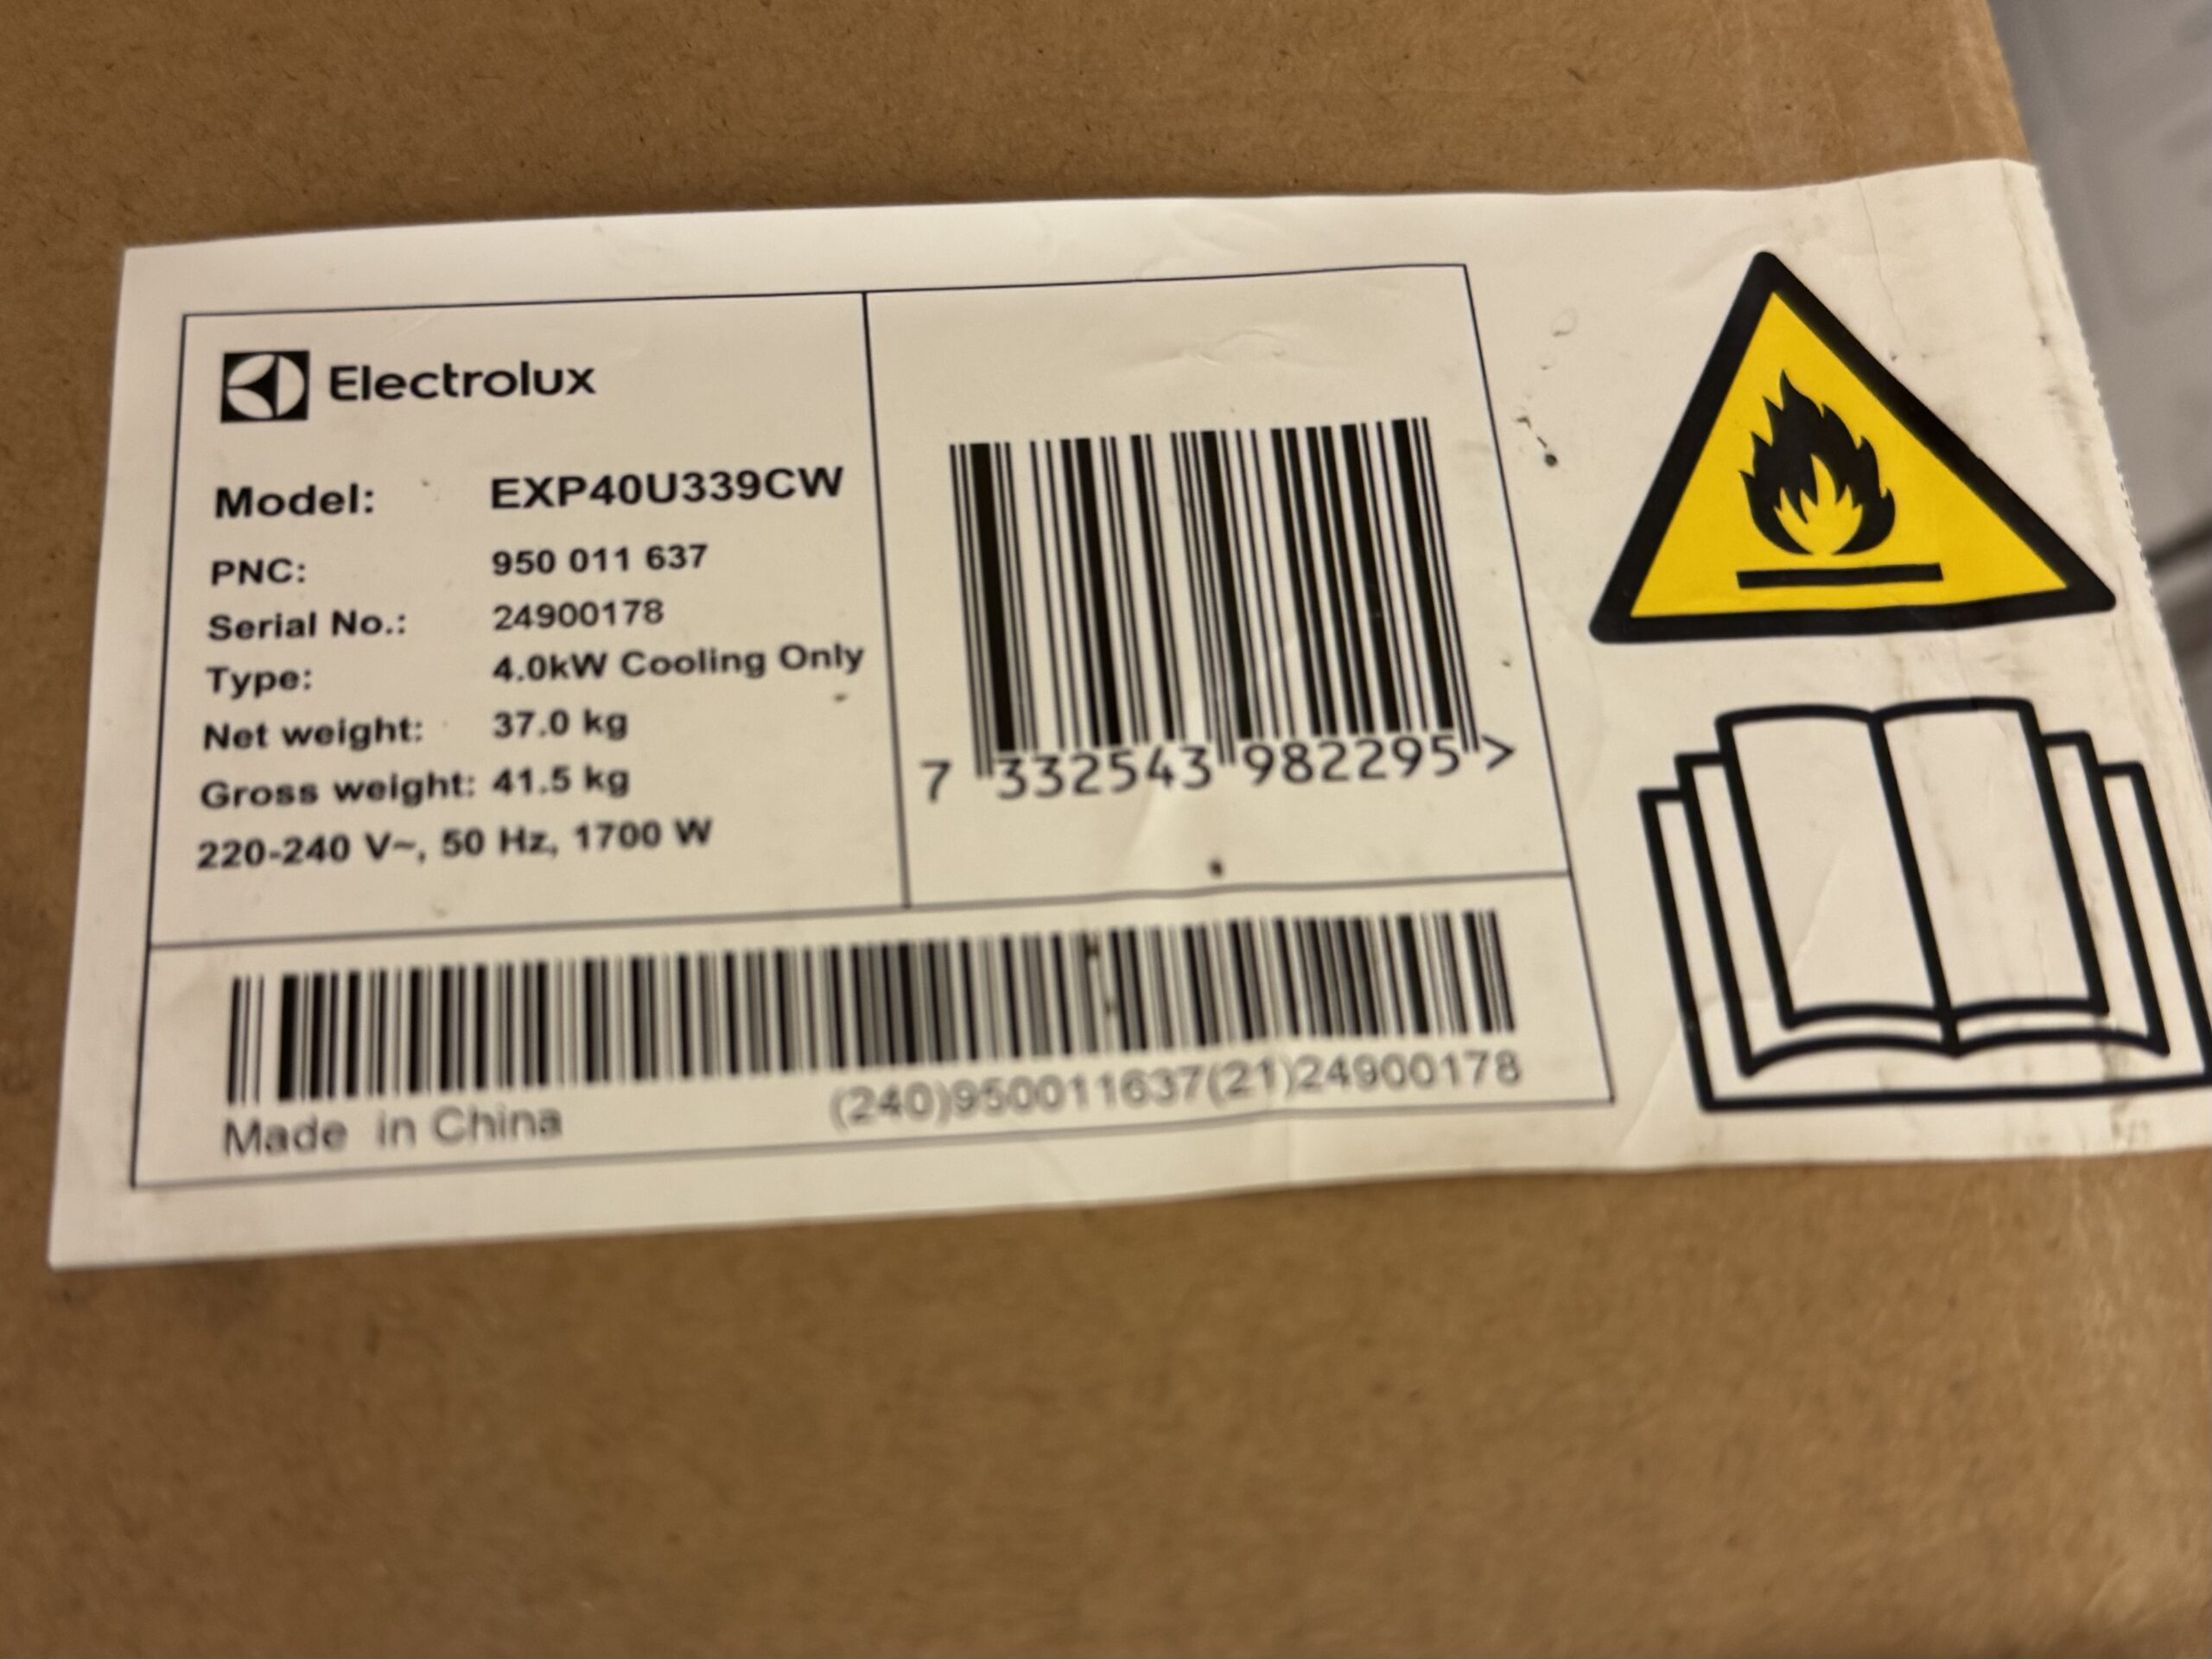 Electrolux
Model: EXP40U339CW
PNC: 950 011 637
Serial No.: 24900178
Type: 4.0kW Cooling Only
Net weight: 37.0 kg
Gross weight: 41.5 kg
220-240 V~, 50 Hz, 1700 W
7 332543 982295 >
(240)950011637(21)24900178
Made in China